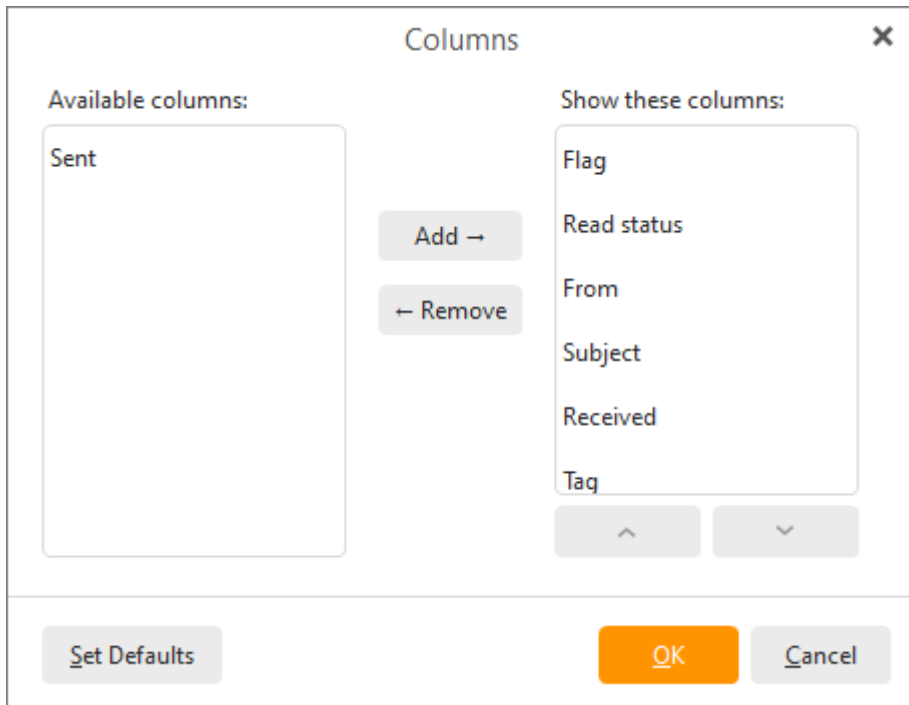 Columns
Available columns:
Show these columns:
Sent
Flag
Read status
From
Subject
Received
Tag
Add →
← Remove
Set Defaults
OK
Cancel